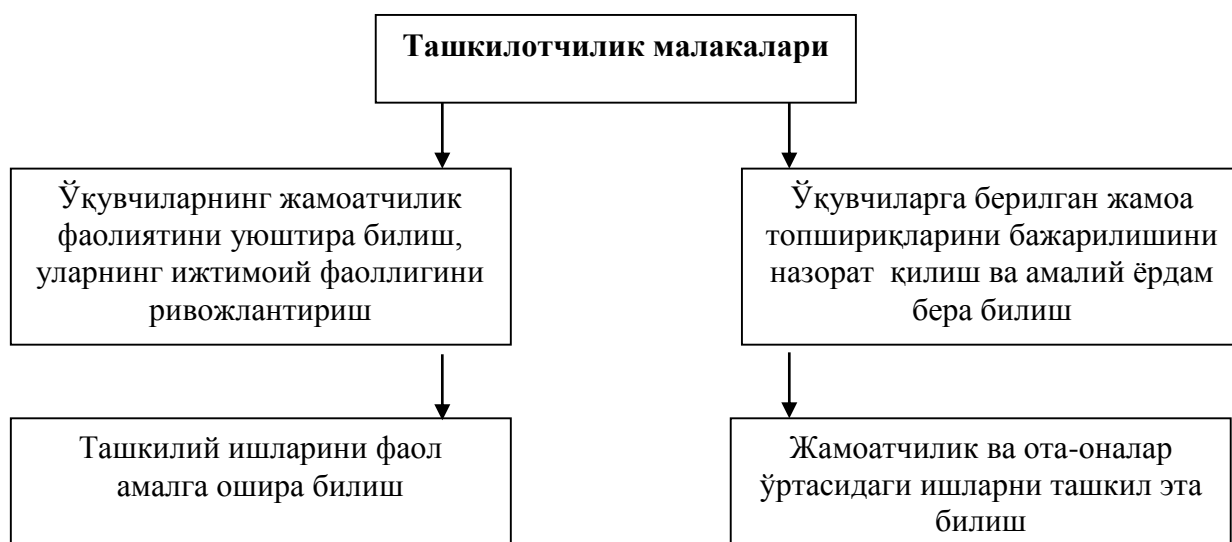 Ташкилотчилик малакалари
Ўқувчиларнинг жамоатчилик
фаолиятини уюштира билиш,
уларнинг ижтимоий фаоллигини
ривожлантириш
Ўқувчиларга берилган жамоа
топшириқларини бажарилишини
назорат қилиш ва амалий ёрдам
бера билиш
Ташкилий ишларини фаол
амалга ошира билиш
Жамоатчилик ва ота-оналар
ўртасидаги ишларни ташкил эта
билиш